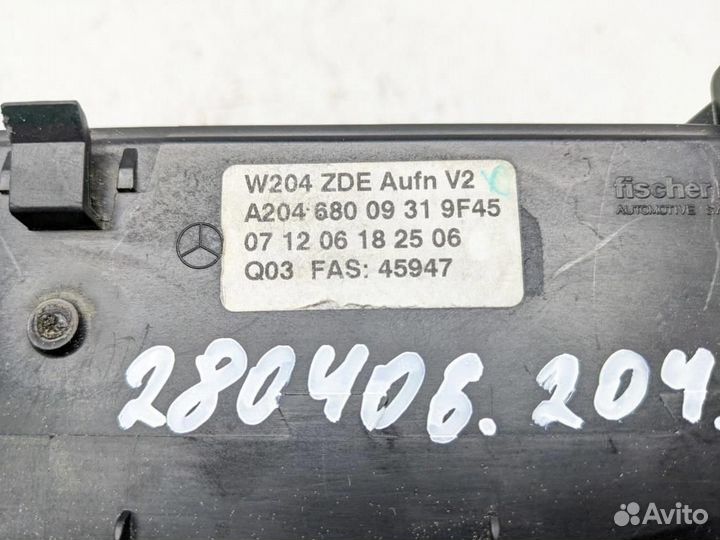 W204 ZDE Aufn V2
A204 680 09 31 9F45
07 12 06 18 25 06
Q03 FAS: 45947
fischer
AUTOMOTIVE
280406.204.
Avito